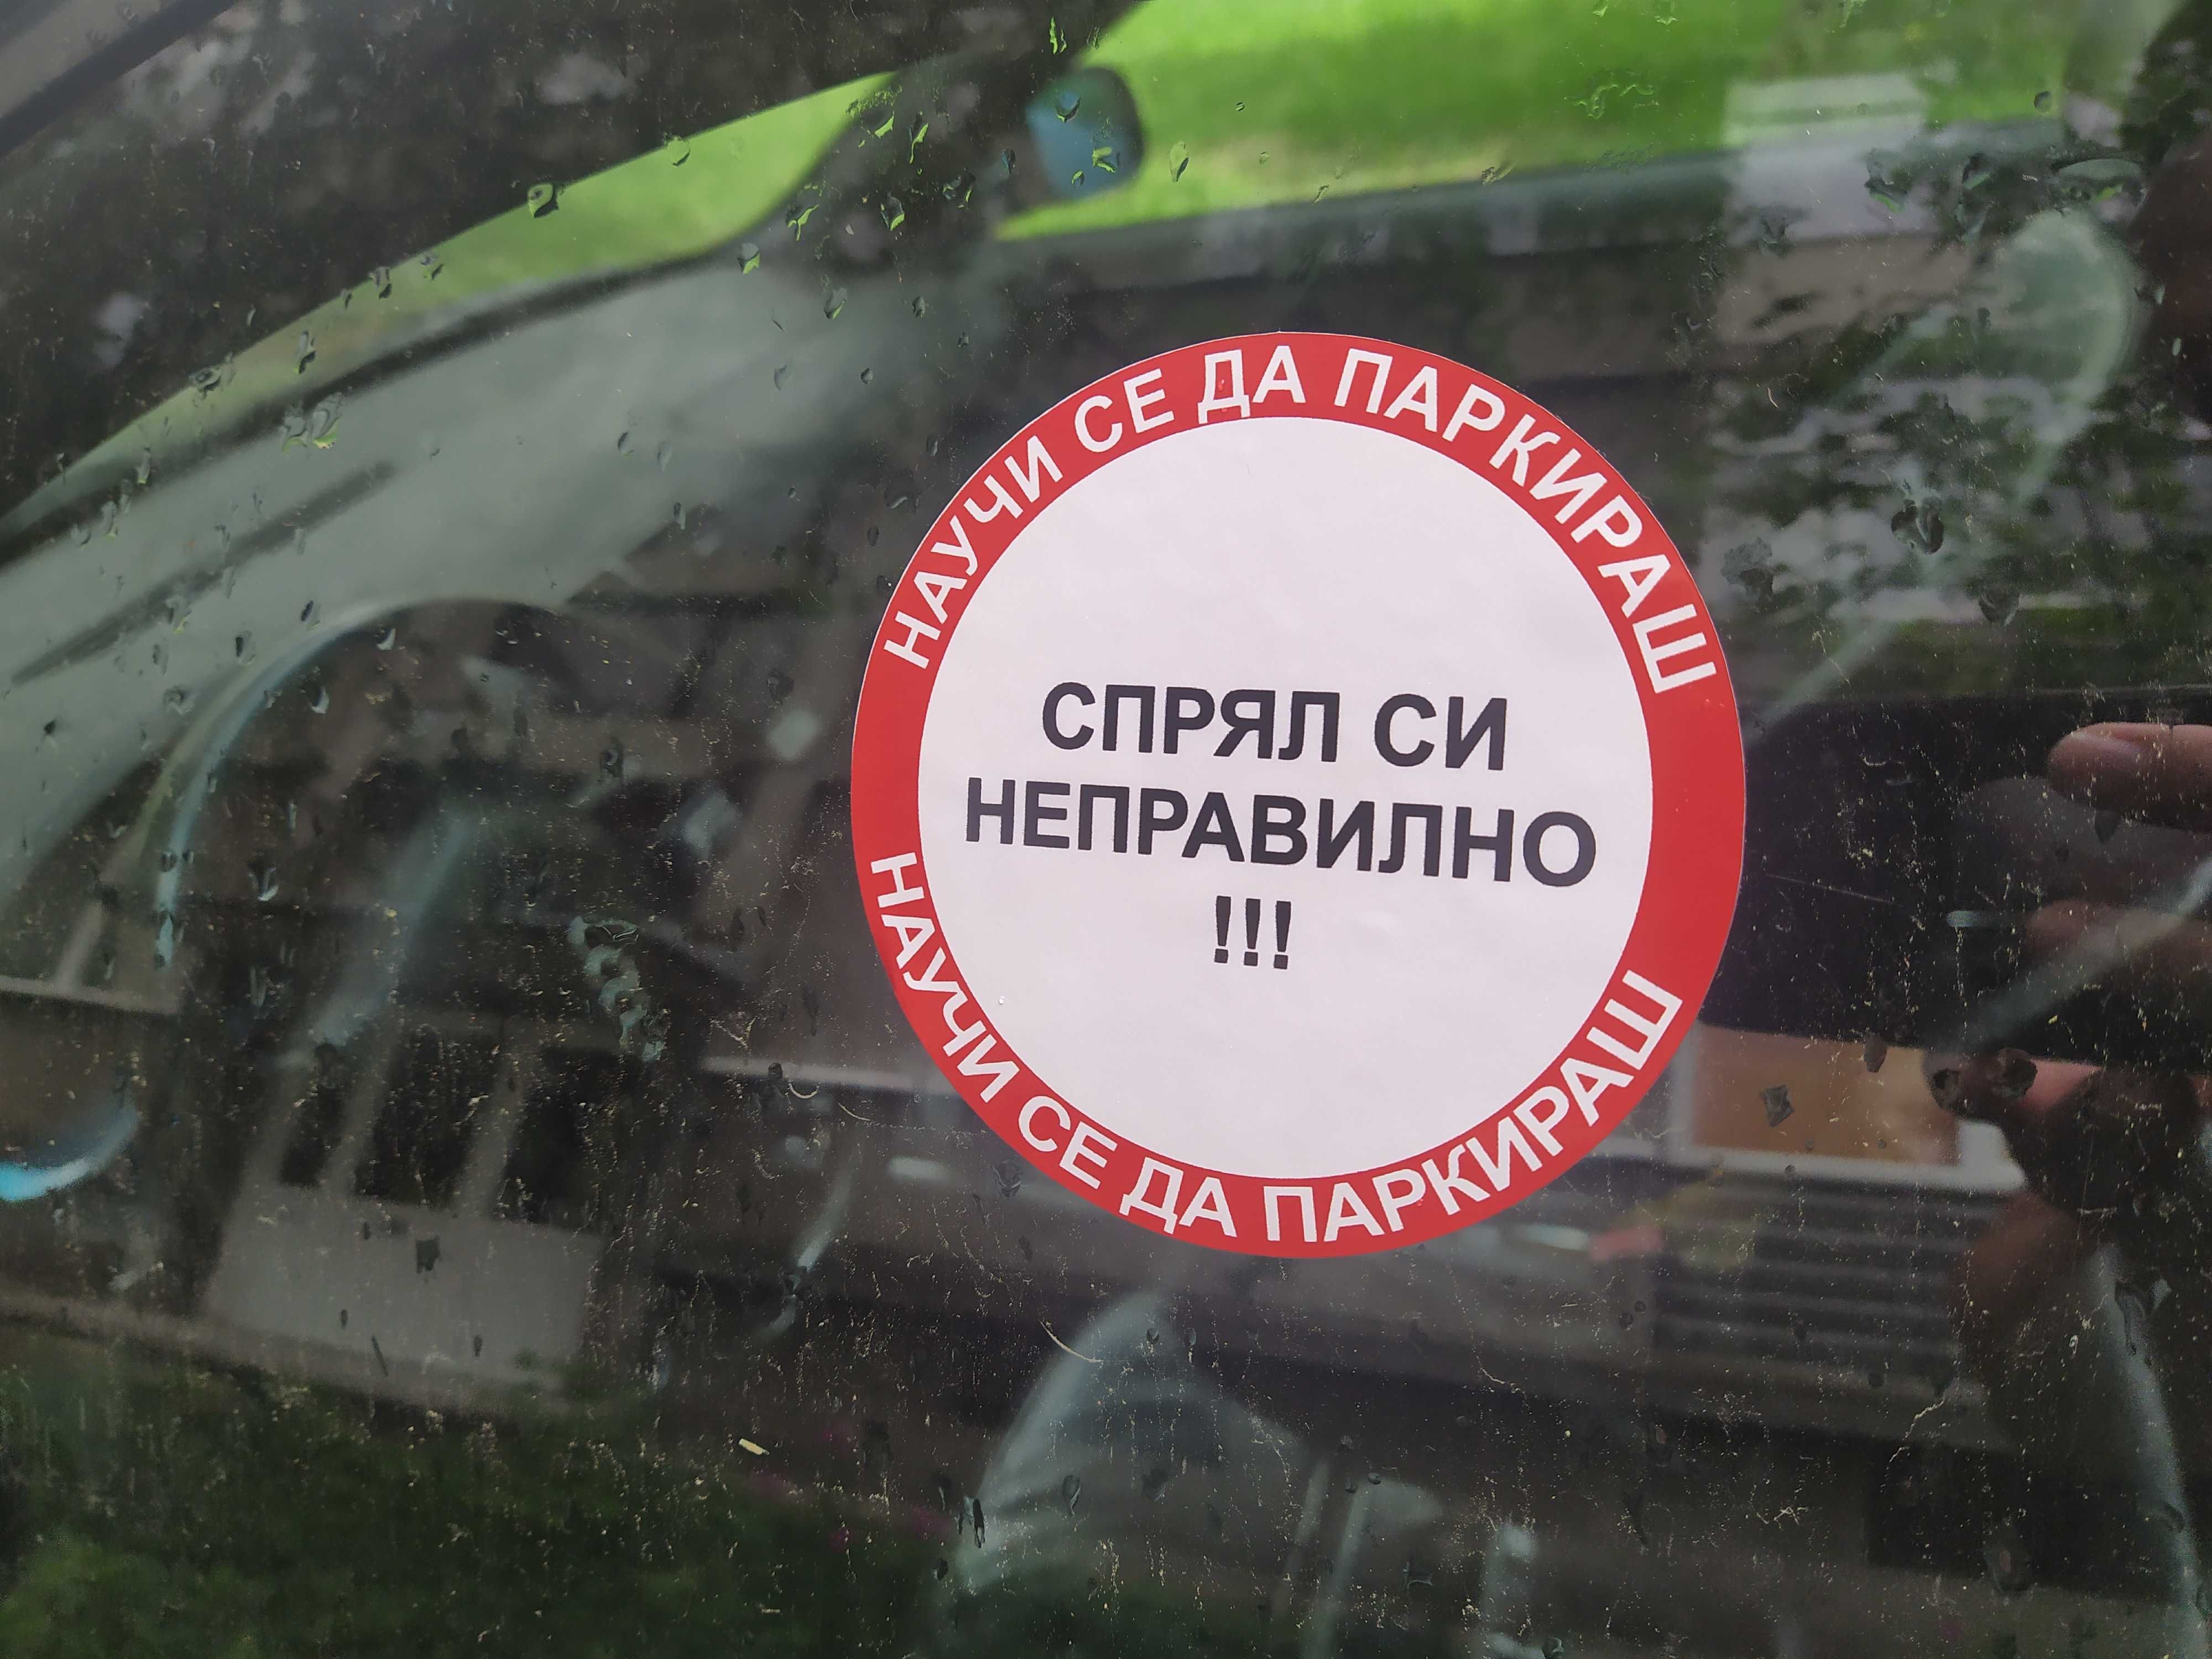 НАУЧИ СЕ ДА ПАРКИРАШ
СПРЯЛ СИ
НЕПРАВИЛНО
!!!
НАУЧИ СЕ ДА ПАРКИРАШ